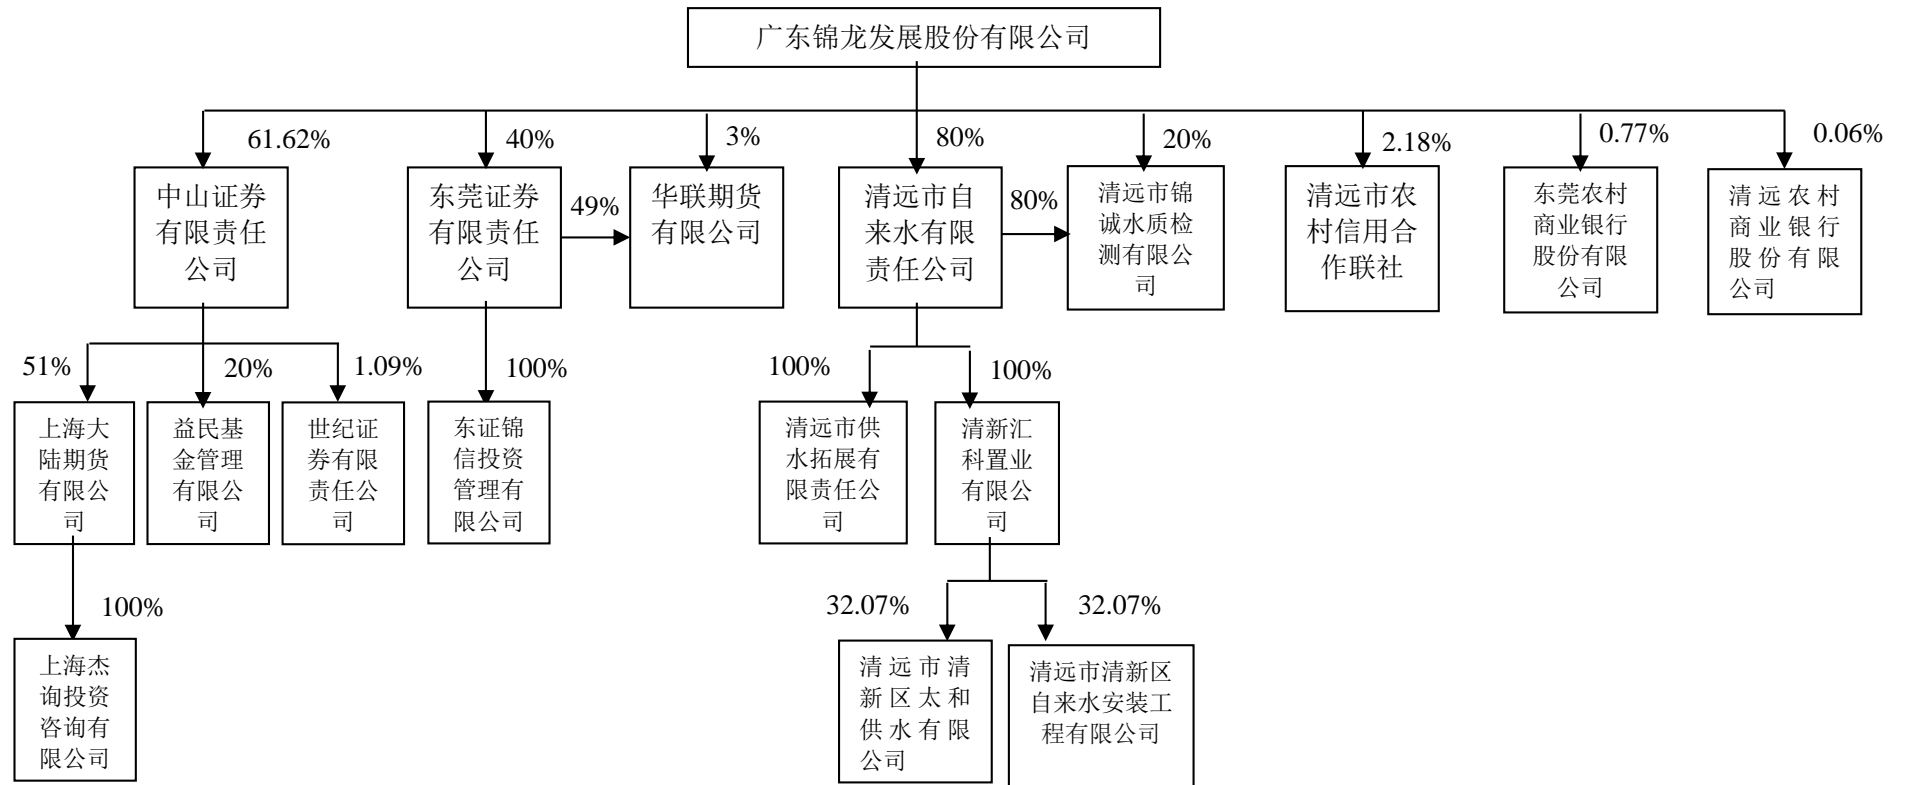 广东锦龙发展股份有限公司
61.62%
40%
3%
80%
20%
2.18%
0.77%
0.06%
中山证券
有限责任
公司
东莞证券
有限责任
公司
49%
华联期货
有限公司
清远市自
来水有限
责任公司
80%
清远市锦
诚水质检
测有限公
司
清远市农
村信用合
作联社
东莞农村
商业银行
股份有限
公司
清远农村
商业银行
股份有限
公司
51%
20%
1.09%
100%
100%
100%
上海大
陆期货
有限公
司
益民基
金管理
有限公
司
世纪证
券有限
责任公
司
东证锦
信投资
管理有
限公司
清远市供
水拓展有
限责任公
司
清新汇
科置业
有限公
司
100%
32.07%
32.07%
上海杰
询投资
咨询有
限公司
清远市清
新区太和
供水有限
公司
清远市清新区
自来水安装工
程有限公司